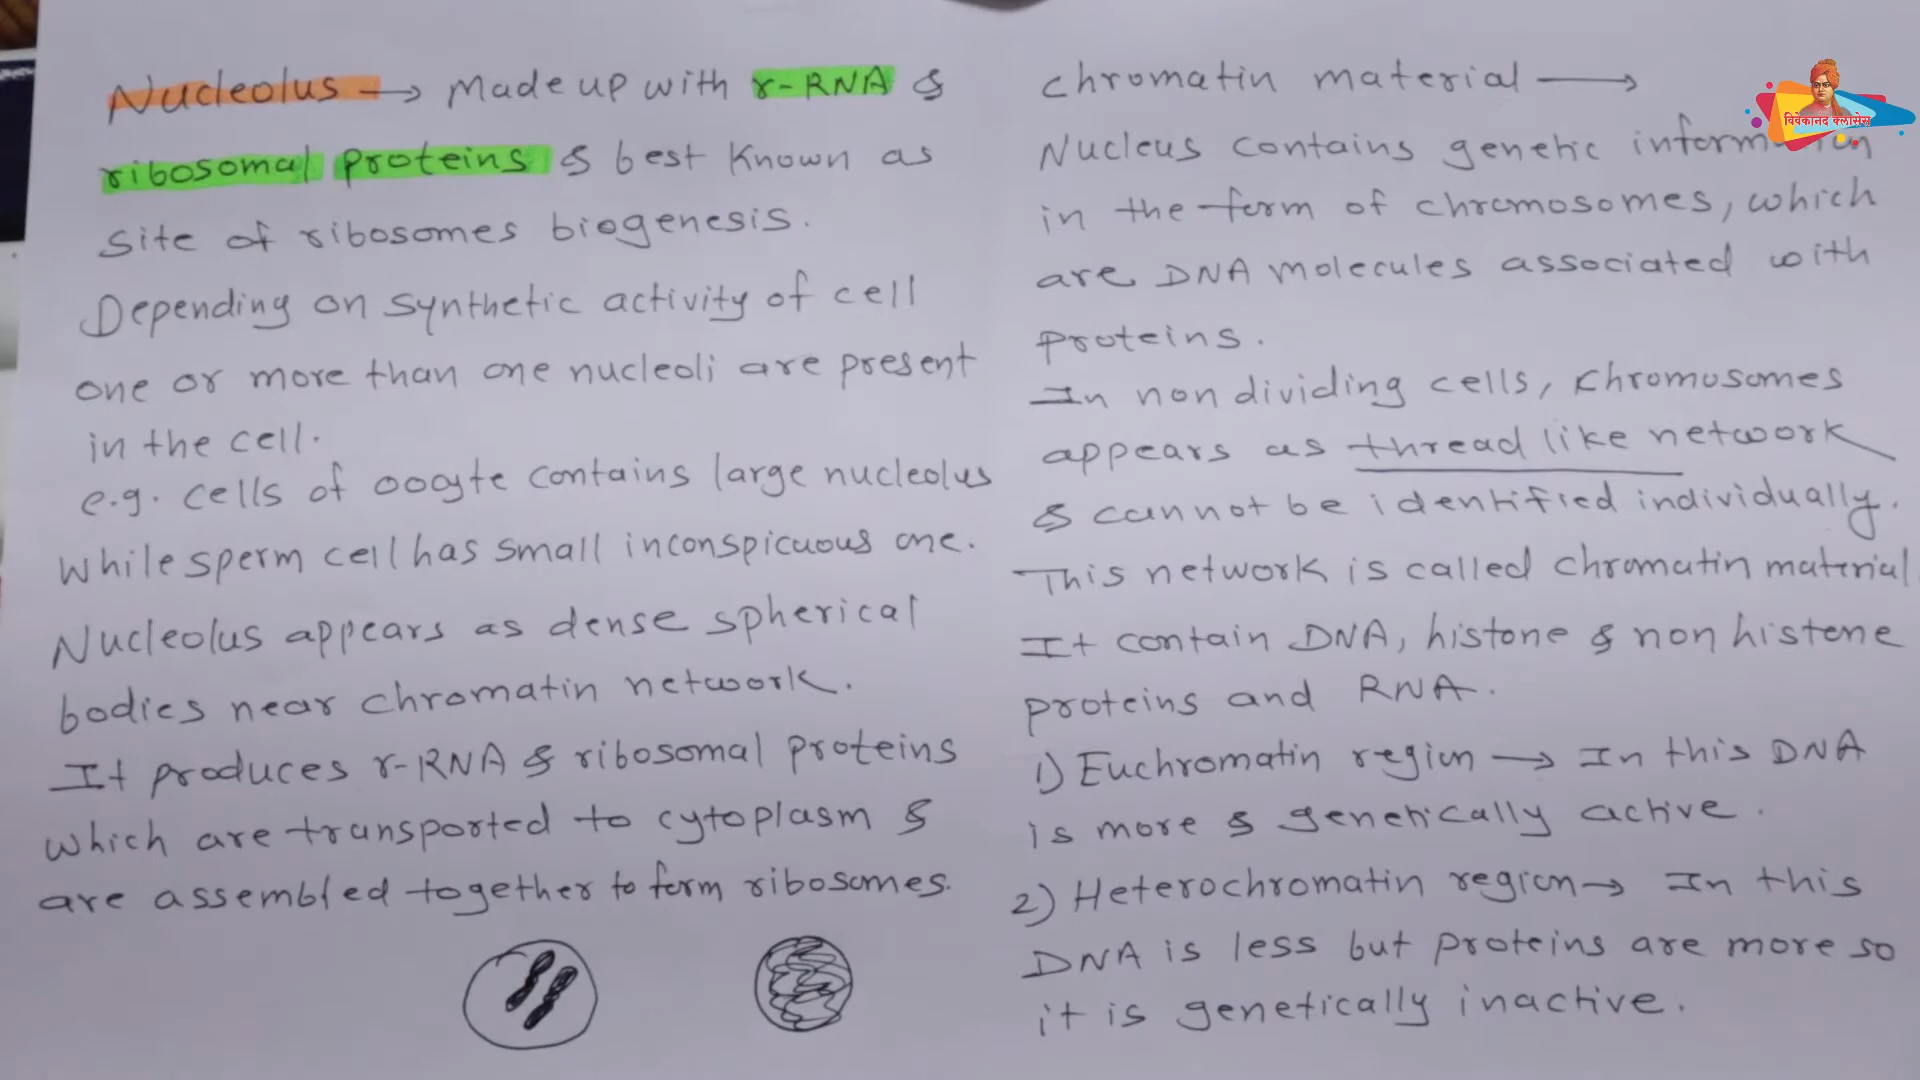 Nucleolus → Made up with r-RNA &
ribosomal proteins & best known as
site of ribosomes biogenesis.
Depending on synthetic activity of cell
one or more than one nucleoli are present
in the cell.
e.g. cells of oocyte contains large nucleolus
while sperm cell has small inconspicuous one.
Nucleolus appears as dense spherical
bodies near chromatin network.
It produces r-RNA & ribosomal proteins
which are transported to cytoplasm &
are assembled together to form ribosomes.
chromatin material →
Nucleus contains genetic information
in the form of chromosomes, which
are DNA molecules associated with
proteins.
In non dividing cells, chromosomes
appears as thread like network
& cannot be identified individually.
This network is called chromatin material
It contain DNA, histone & non histone
proteins and RNA.
1) Euchromatin region → In this DNA
is more & genetically active.
2) Heterochromatin region → In this
DNA is less but proteins are more so
it is genetically inactive.
विवेकानंद क्लासेस